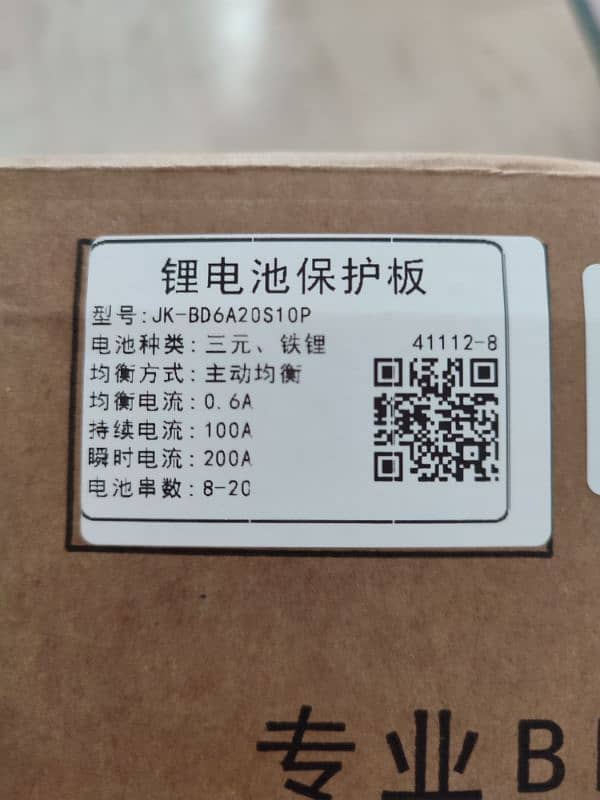 锂电池保护板
型号:JK-BD6A20S10P
电池种类:三元、铁锂
41112-8
均衡方式:主动均衡
均衡电流:0.6A
持续电流:100A
瞬时电流:200A
电池串数:8-20
专业B